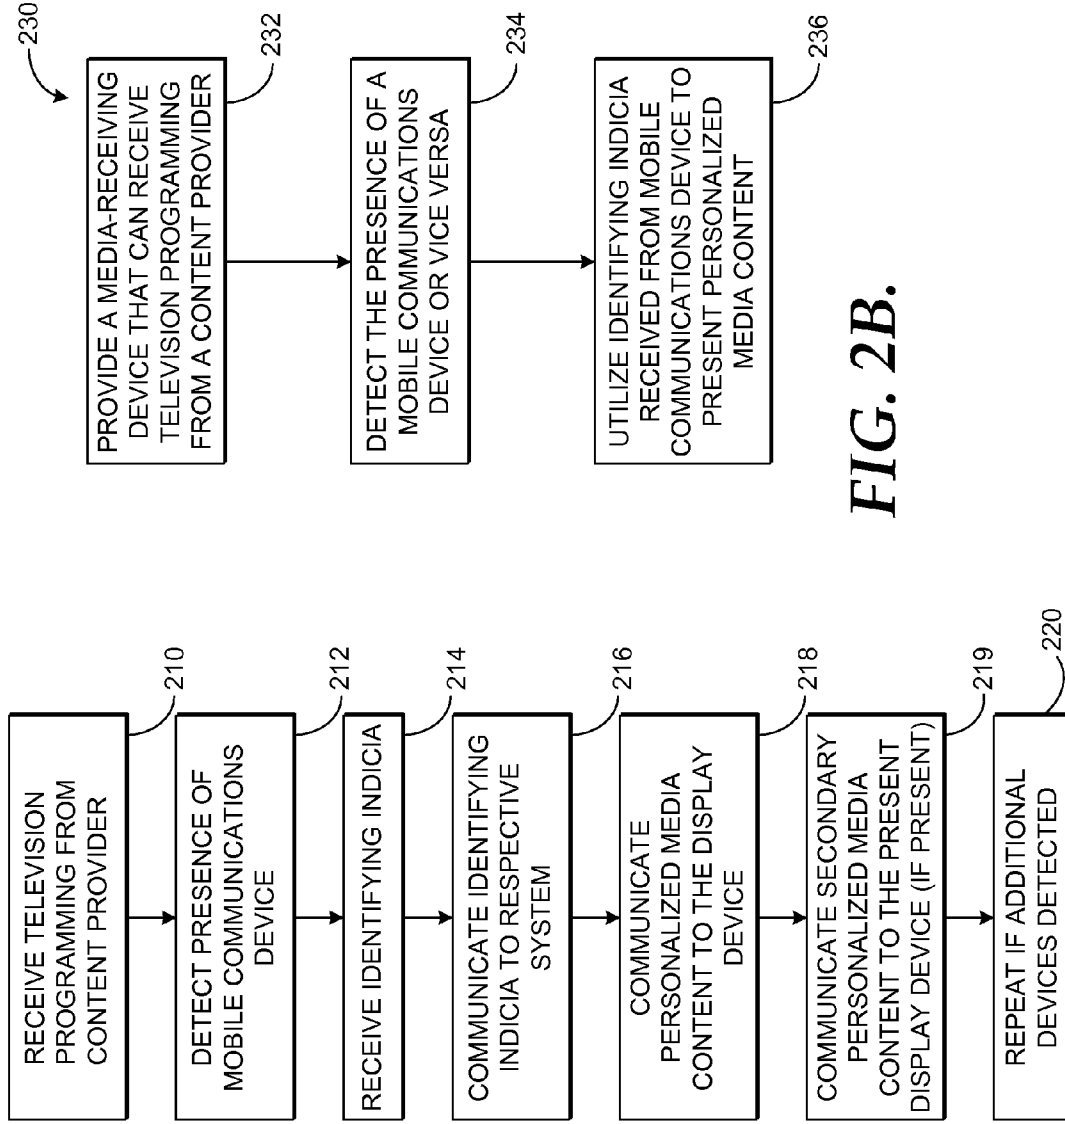 RECEIVE TELEVISION
PROGRAMMING FROM
CONTENT PROVIDER
210
DETECT PRESENCE OF
MOBILE COMMUNICATIONS
DEVICE
212
RECEIVE IDENTIFYING INDICIA
214
COMMUNICATE IDENTIFYING
INDICIA TO RESPECTIVE
SYSTEM
216
COMMUNICATE
PERSONALIZED MEDIA
CONTENT TO THE DISPLAY
DEVICE
218
COMMUNICATE SECONDARY
PERSONALIZED MEDIA
CONTENT TO THE PRESENT
DISPLAY DEVICE (IF PRESENT)
219
REPEAT IF ADDITIONAL
DEVICES DETECTED
220
230
PROVIDE A MEDIA-RECEIVING
DEVICE THAT CAN RECEIVE
TELEVISION PROGRAMMING
FROM A CONTENT PROVIDER
232
DETECT THE PRESENCE OF A
MOBILE COMMUNICATIONS
DEVICE OR VICE VERSA
234
UTILIZE IDENTIFYING INDICIA
RECEIVED FROM MOBILE
COMMUNICATIONS DEVICE TO
PRESENT PERSONALIZED
MEDIA CONTENT
236
FIG. 2B.